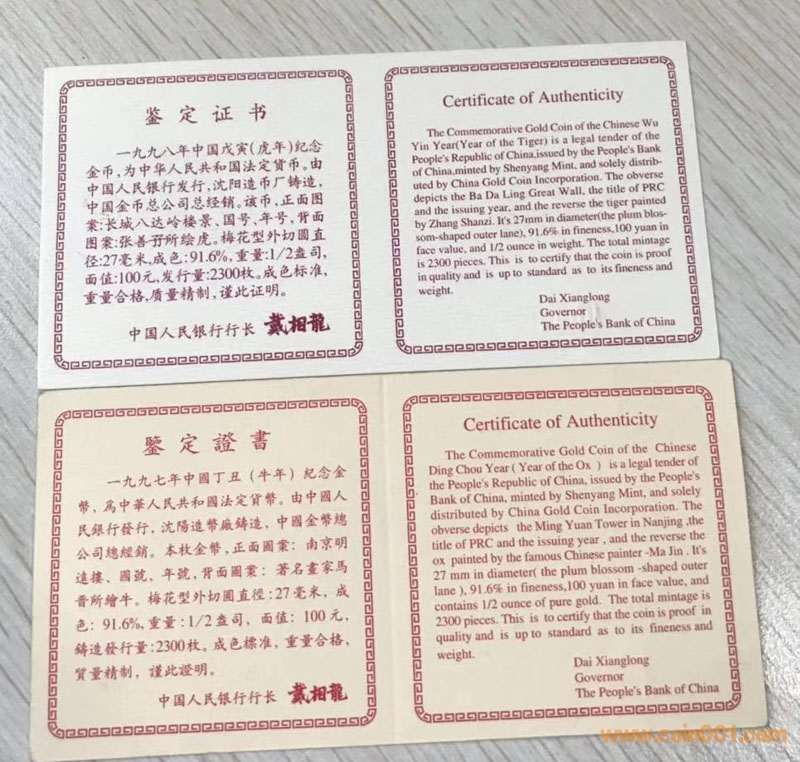 鉴定证书
一九九八年中国戊寅(虎年)纪念
金币,为中华人民共和国法定货币。由
中国人民银行发行,沈阳造币厂铸造,
中国金币总公司总经销。该币,正面图
案:长城八达岭楼景、国号、年号,背面
图案:张善孖所绘虎。梅花型外切圆直
径:27毫米,成色:91.6%,重量:1/2盎司,
面值:100元,发行量:2300枚。成色标准,
重量合格,质量精制,谨此证明。
中国人民银行行长 戴相龍
Certificate of Authenticity
The Commemorative Gold Coin of the Chinese Wu
Yin Year(Year of the Tiger) is a legal tender of the
People's Republic of China,issued by the People's Bank
of China,minted by Shenyang Mint, and solely distrib-
uted by China Gold Coin Incorporation. The obverse
depicts the Ba Da Ling Great Wall, the title of PRC
and the issuing year, and the reverse the tiger painted
by Zhang Shanzi. It's 27mm in diameter(the plum blos-
som-shaped outer lane), 91.6% in fineness,100 yuan in
face value, and 1/2 ounce in weight. The total mintage
is 2300 pieces. This is to certify that the coin is proof
in quality and is up to standard as to its fineness and
weight.
Dai Xianglong
Governor
The People's Bank of China
鑒定證書
一九九七年中國丁丑(牛年)紀念金
幣,爲中華人民共和國法定貨幣。由中國人
民銀行發行,沈陽造幣廠鑄造,中國金幣總
公司總經銷。本枚金幣,正面圖案:南京明
遠樓、國號、年號,背面圖案:著名畫家馬
晋所繪牛。梅花型外切圓直徑:27毫米,成
色:91.6%,重量:1/2盎司,面值:100元,
鑄造發行量:2300枚。成色標準,重量合格,
質量精制,謹此證明。
中国人民银行行长 戴相龍
Certificate of Authenticity
The Commemorative Gold Coin of the Chinese
Ding Chou Year ( Year of the Ox ) is a legal tender of
the People's Republic of China, issued by the People's
Bank of China, minted by Shenyang Mint, and solely
distributed by China Gold Coin Incorporation. The
obverse depicts the Ming Yuan Tower in Nanjing ,the
title of PRC and the issuing year , and the reverse the
ox painted by the famous Chinese painter -Ma Jin . It's
27 mm in diameter( the plum blossom -shaped outer
lane ), 91.6% in fineness,100 yuan in face value, and
contains 1/2 ounce of pure gold. The total mintage is
2300 pieces. This is to certify that the coin is proof in
quality and is up to standard as to its fineness and
weight.
Dai Xianglong
Governor
The People's Bank of China
www.coin001.com